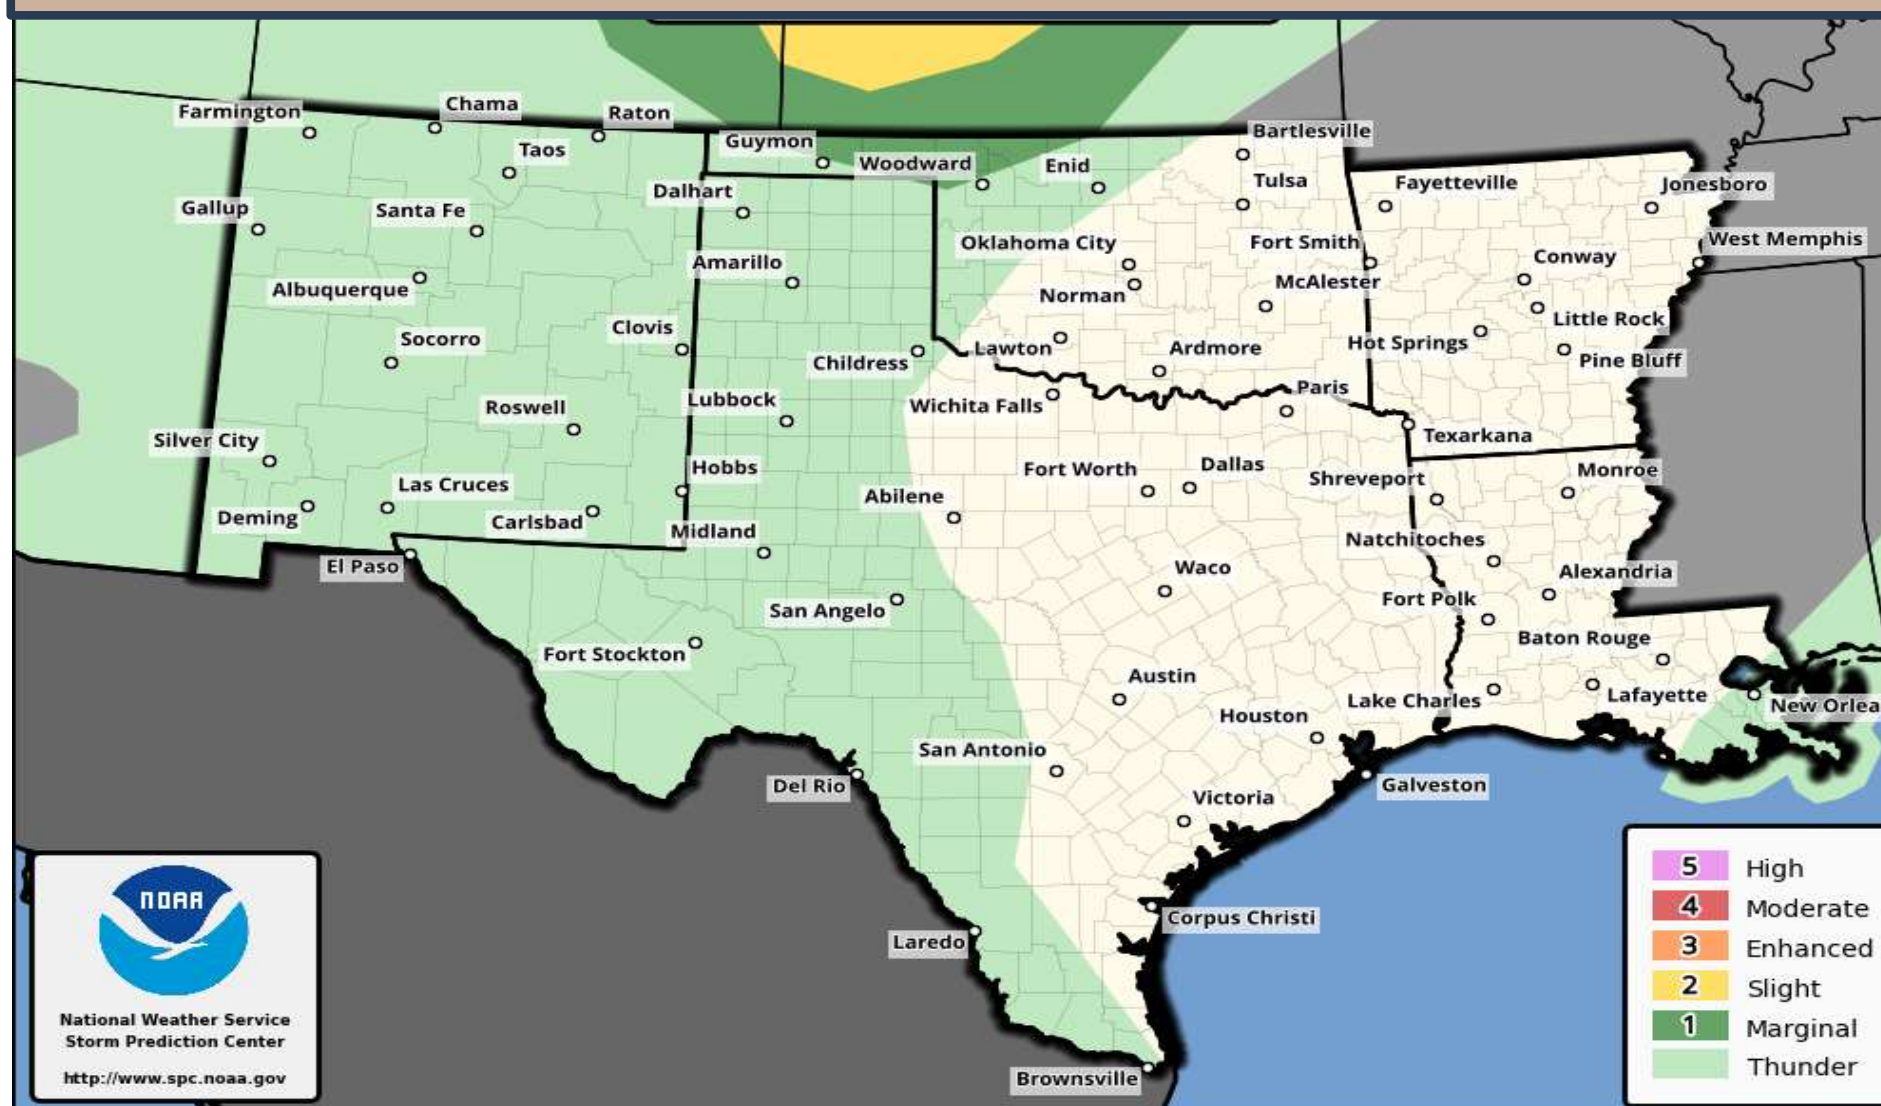 Farmington
Chama
Raton
Bartlesville
Guymon
Taos
Woodward
Enid
Tulsa
Fayetteville
Jonesboro
Dalhart
Gallup
Santa Fe
Oklahoma City
Fort Smith
West Memphis
Conway
Amarillo
Albuquerque
Norman
McAlester
Socorro
Clovis
Little Rock
Childress
Lawton
Ardmore
Hot Springs
Pine Bluff
Paris
Roswell
Lubbock
Wichita Falls
Silver City
Texarkana
Hobbs
Fort Worth
Dallas
Shreveport
Monroe
Las Cruces
Abilene
Deming
Carlsbad
Midland
Natchitoches
El Paso
Waco
Alexandria
San Angelo
Fort Polk
Fort Stockton
Baton Rouge
Austin
Lake Charles
Lafayette
New Orlea
Houston
San Antonio
Del Rio
Galveston
Victoria
Corpus Christi
Laredo
Brownsville
NOAA
National Weather Service
Storm Prediction Center
http://www.spc.noaa.gov
5 High
4 Moderate
3 Enhanced
2 Slight
1 Marginal
Thunder